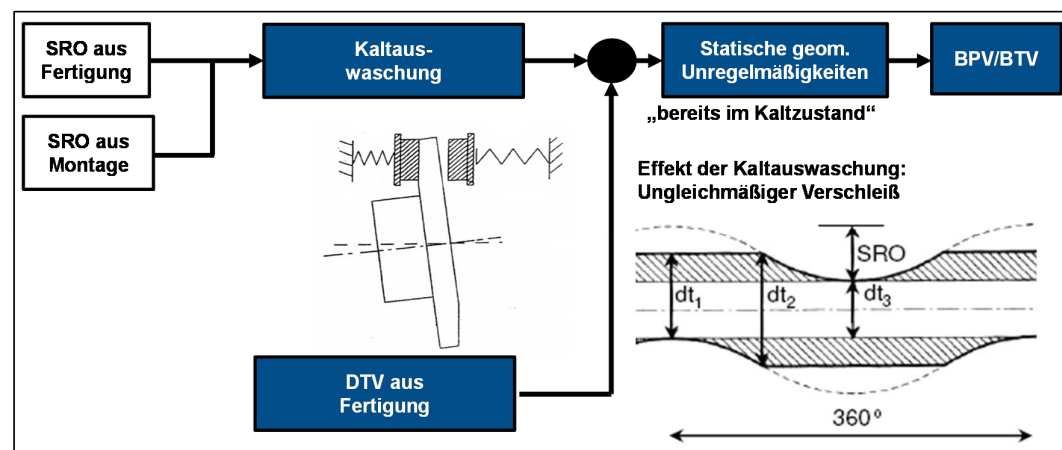 SRO aus
Fertigung
Kaltaus-
waschung
Statische geom.
Unregelmäßigkeiten
BPV/BTV
„bereits im Kaltzustand“
SRO aus
Montage
Effekt der Kaltauswaschung:
Ungleichmäßiger Verschleiß
SRO
dt₁
dt₂
dt₃
DTV aus
Fertigung
360°